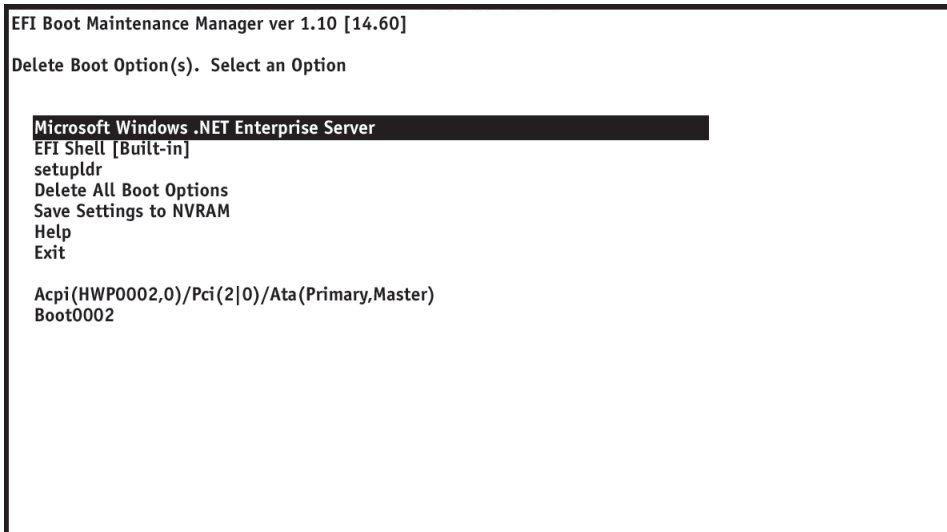 EFI Boot Maintenance Manager ver 1.10 [14.60]
Delete Boot Option(s). Select an Option
Microsoft Windows .NET Enterprise Server
EFI Shell [Built-in]
setupldr
Delete All Boot Options
Save Settings to NVRAM
Help
Exit
Acpi(HWP0002,0)/Pci(2|0)/Ata(Primary,Master)
Boot0002